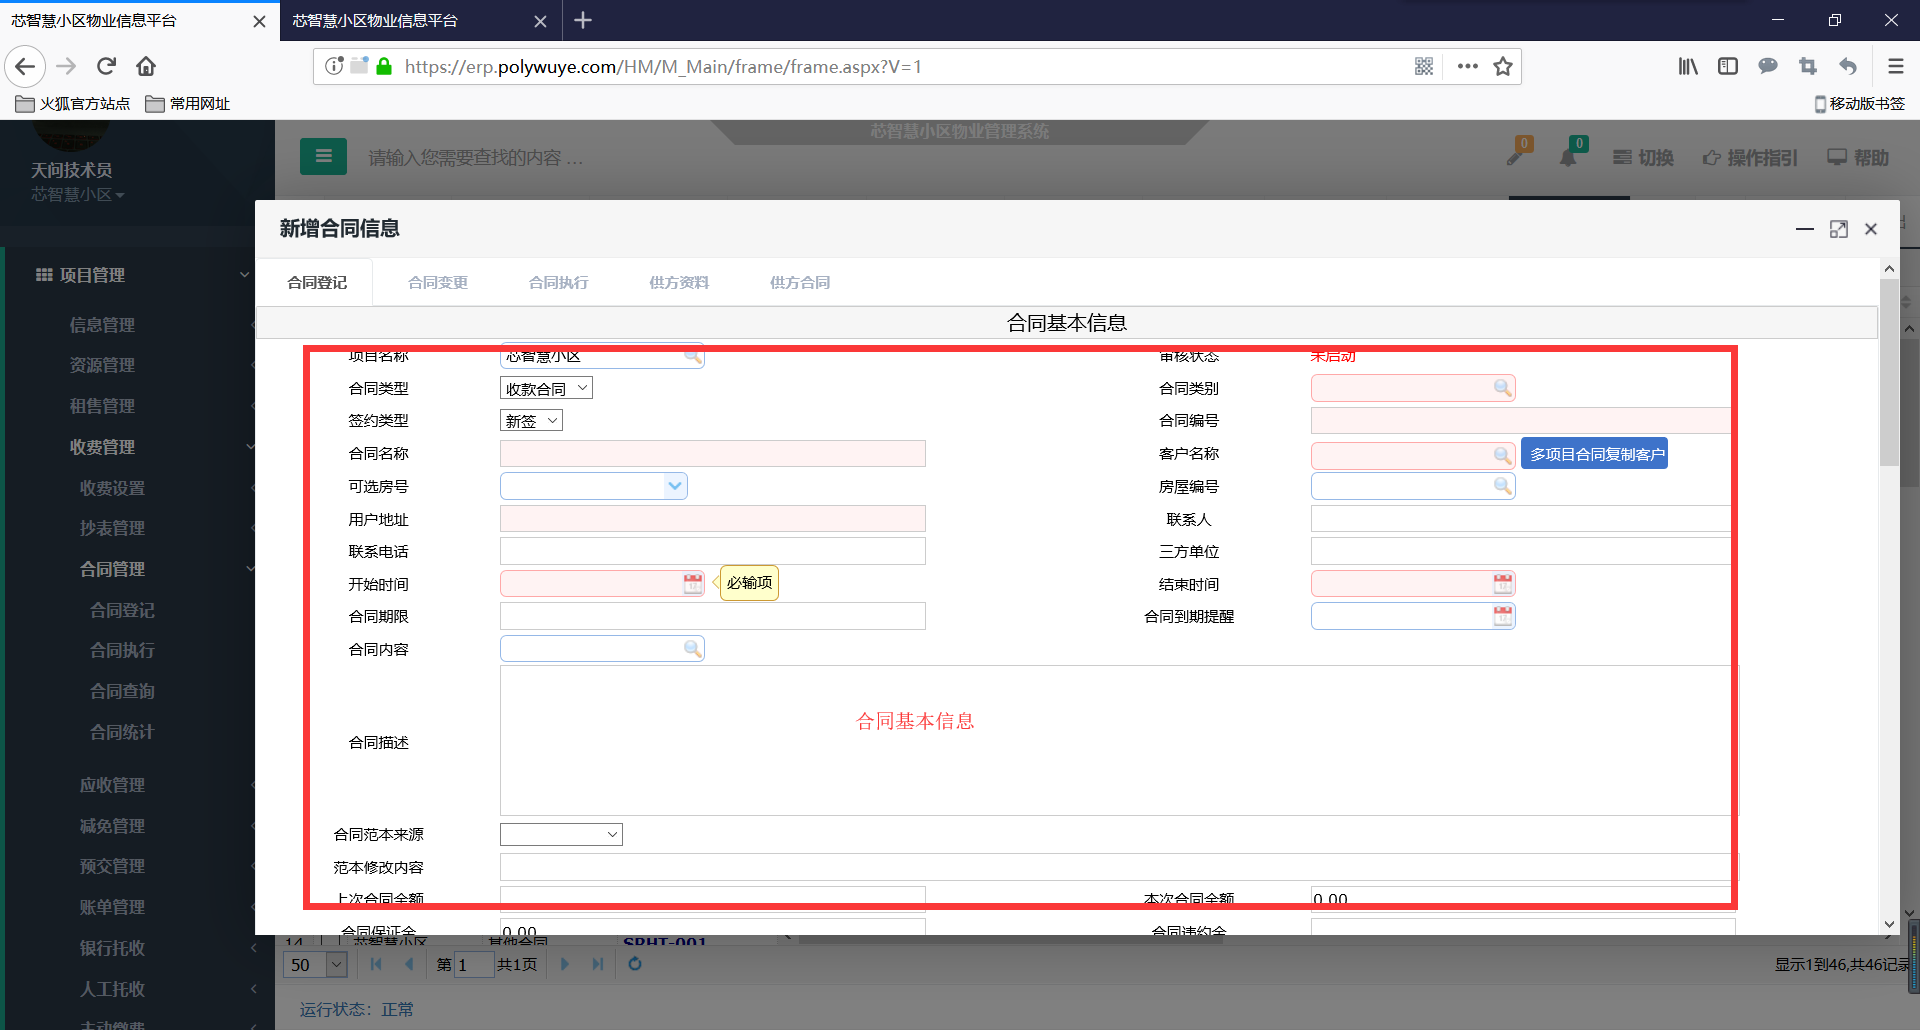 芯智慧小区物业信息平台
芯智慧小区物业信息平台
https://erp.polywuye.com/HM/M_Main/frame/frame.aspx?V=1
火狐官方站点
常用网址
移动版书签
天问技术员
芯智慧小区
请输入您需要查找的内容 ...
芯智慧小区物业管理系统
0
0
切换
操作指引
帮助
项目管理
信息管理
资源管理
租售管理
收费管理
收费设置
抄表管理
合同管理
合同登记
合同执行
合同查询
合同统计
应收管理
减免管理
预交管理
账单管理
银行托收
人工托收
主动缴费
新增合同信息
合同登记
合同变更
合同执行
供方资料
供方合同
合同基本信息
项目名称 芯智慧小区 审核状态 未启动
合同类型 收款合同 合同类别
签约类型 新签 合同编号
合同名称 客户名称 多项目合同复制客户
可选房号 房屋编号
用户地址 联系人
联系电话 三方单位
开始时间 必输项 结束时间
合同期限 合同到期提醒
合同内容
合同描述 合同基本信息
合同范本来源
范本修改内容
上次合同金额 本次合同金额 0.00
合同保证金 0.00 合同违约金
14 芯智慧小区 其他合同 SPHT-001
50 第 1 共1页
显示1到46,共46记录
运行状态：正常